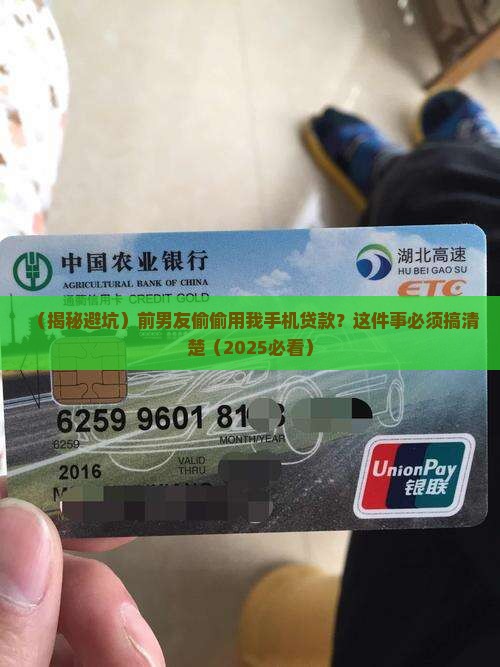 中国农业银行
AGRICULTURAL BANK OF CHINA
湖北高速
HU BEI GAO SU
ETC
CREDIT GOLD
（揭秘避坑）前男友偷偷用我手机贷款？这件事必须搞清
楚（2025必看）
6259 9601 81
6259
MONTH/YEAR
2016
VALID
THRU
UnionPay
银联